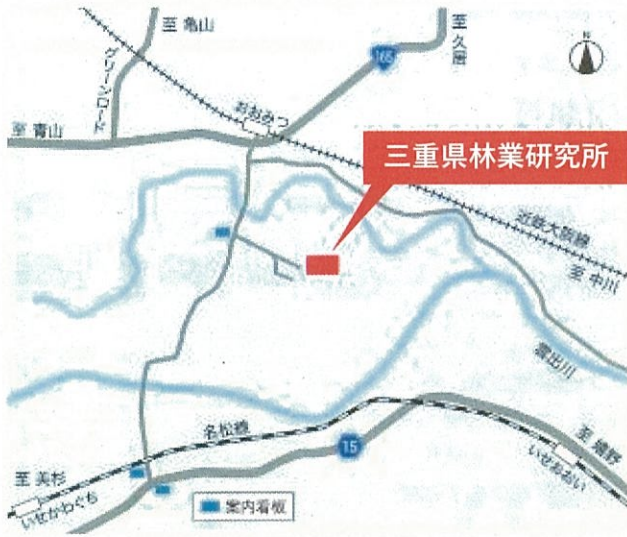 至 亀山
至 久居
N
グリーンロード
165
至 青山
おおみつ
三重県林業研究所
近鉄大阪線
至 中川
雲出川
名松線
15
至 嬉野
至 美杉
いせかわぐち
いせおおい
案内看板